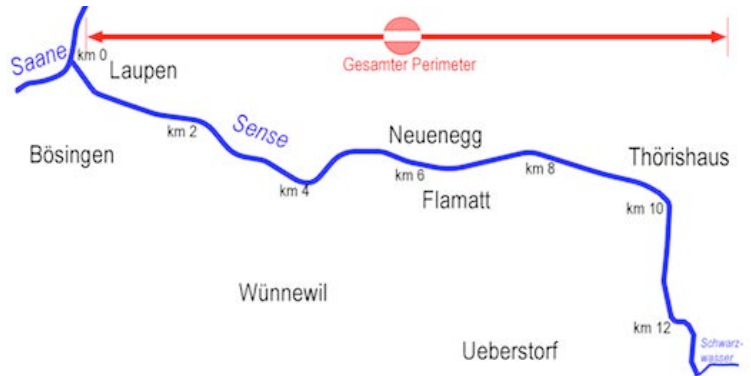 Saane
km 0
Laupen
Gesamter Perimeter
Bösingen
km 2
Sense
km 4
Neuenegg
km 6
Flamatt
km 8
Thörishaus
km 10
Wünnewil
km 12
Ueberstorf
Schwarz-
wasser